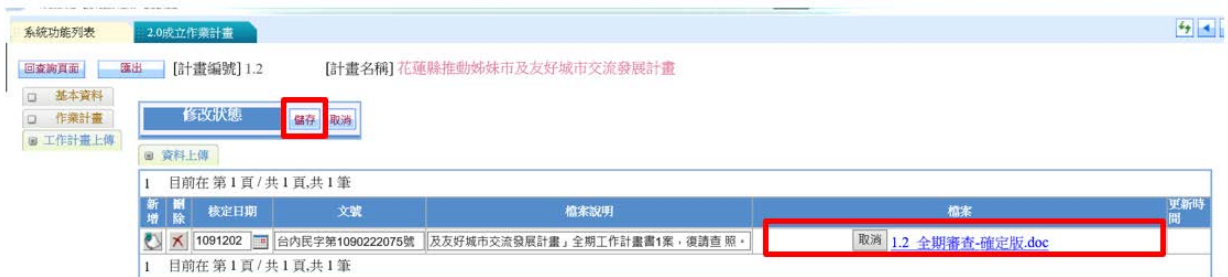 系統功能列表 2.0成立作業計畫
回查詢頁面 匯出 [計畫編號] 1.2 [計畫名稱] 花蓮縣推動姊妹市及友好城市交流發展計畫
基本資料
作業計畫
工作計畫上傳
修改狀態 儲存 取消
資料上傳
1 目前在 第 1 頁 / 共 1 頁,共 1 筆
新增 刪除 核定日期 文號 檔案說明 檔案 更新時間
1091202 台內民字第1090222075號 及友好城市交流發展計畫」全期工作計畫書1案，復請查 照。 取消 1.2_全期審查-確定版.doc
1 目前在 第 1 頁 / 共 1 頁,共 1 筆